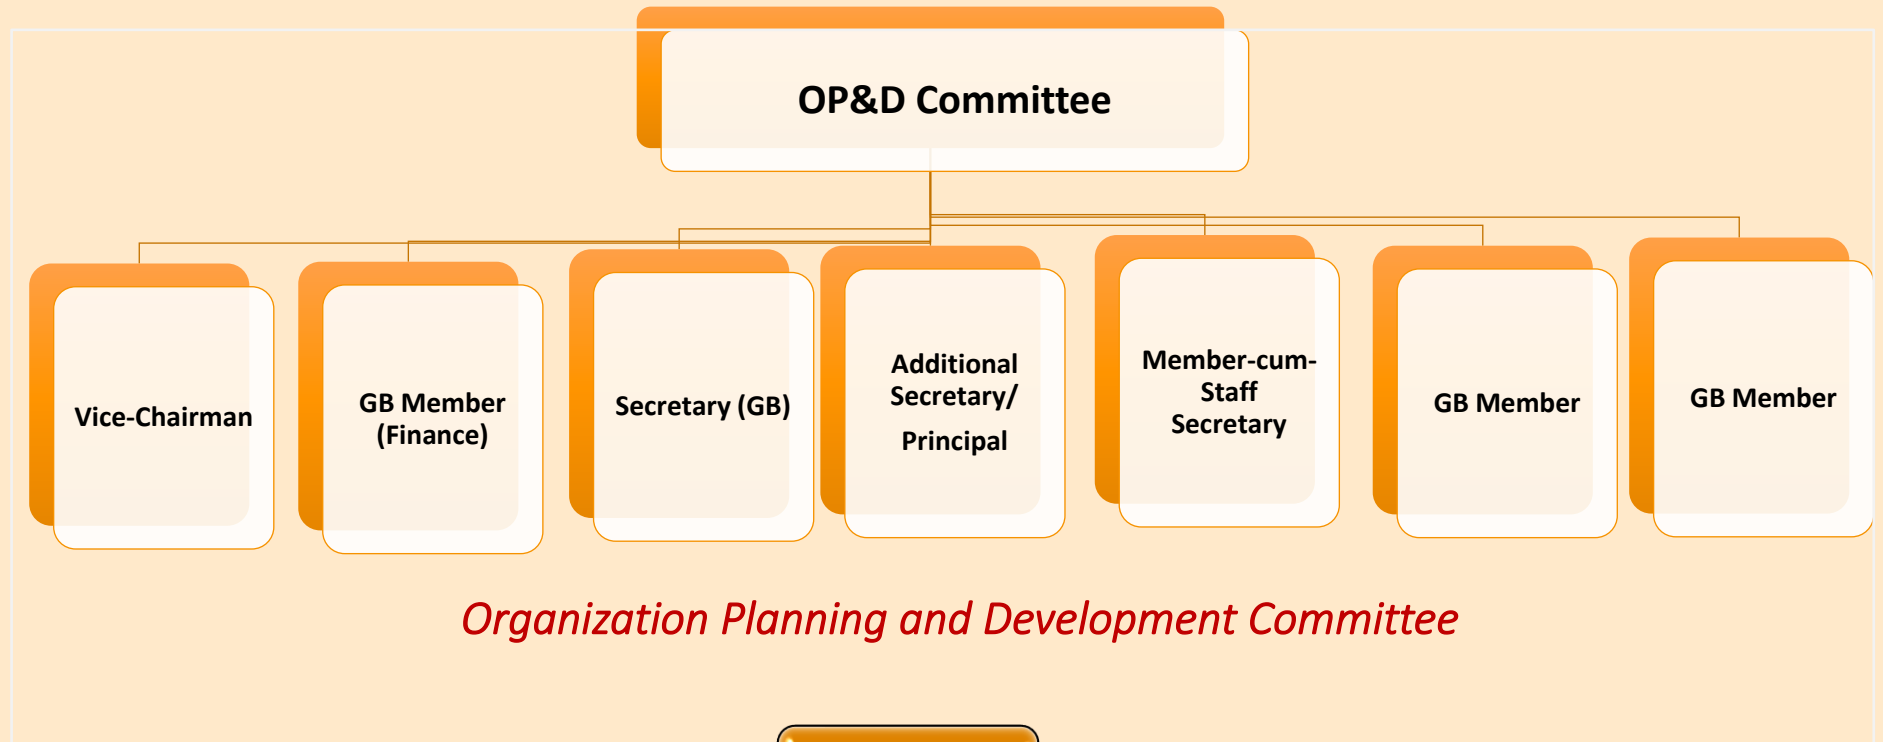 OP&D Committee
Vice-Chairman
GB Member
(Finance)
Secretary (GB)
Additional
Secretary/
Principal
Member-cum-
Staff
Secretary
GB Member
GB Member
Organization Planning and Development Committee